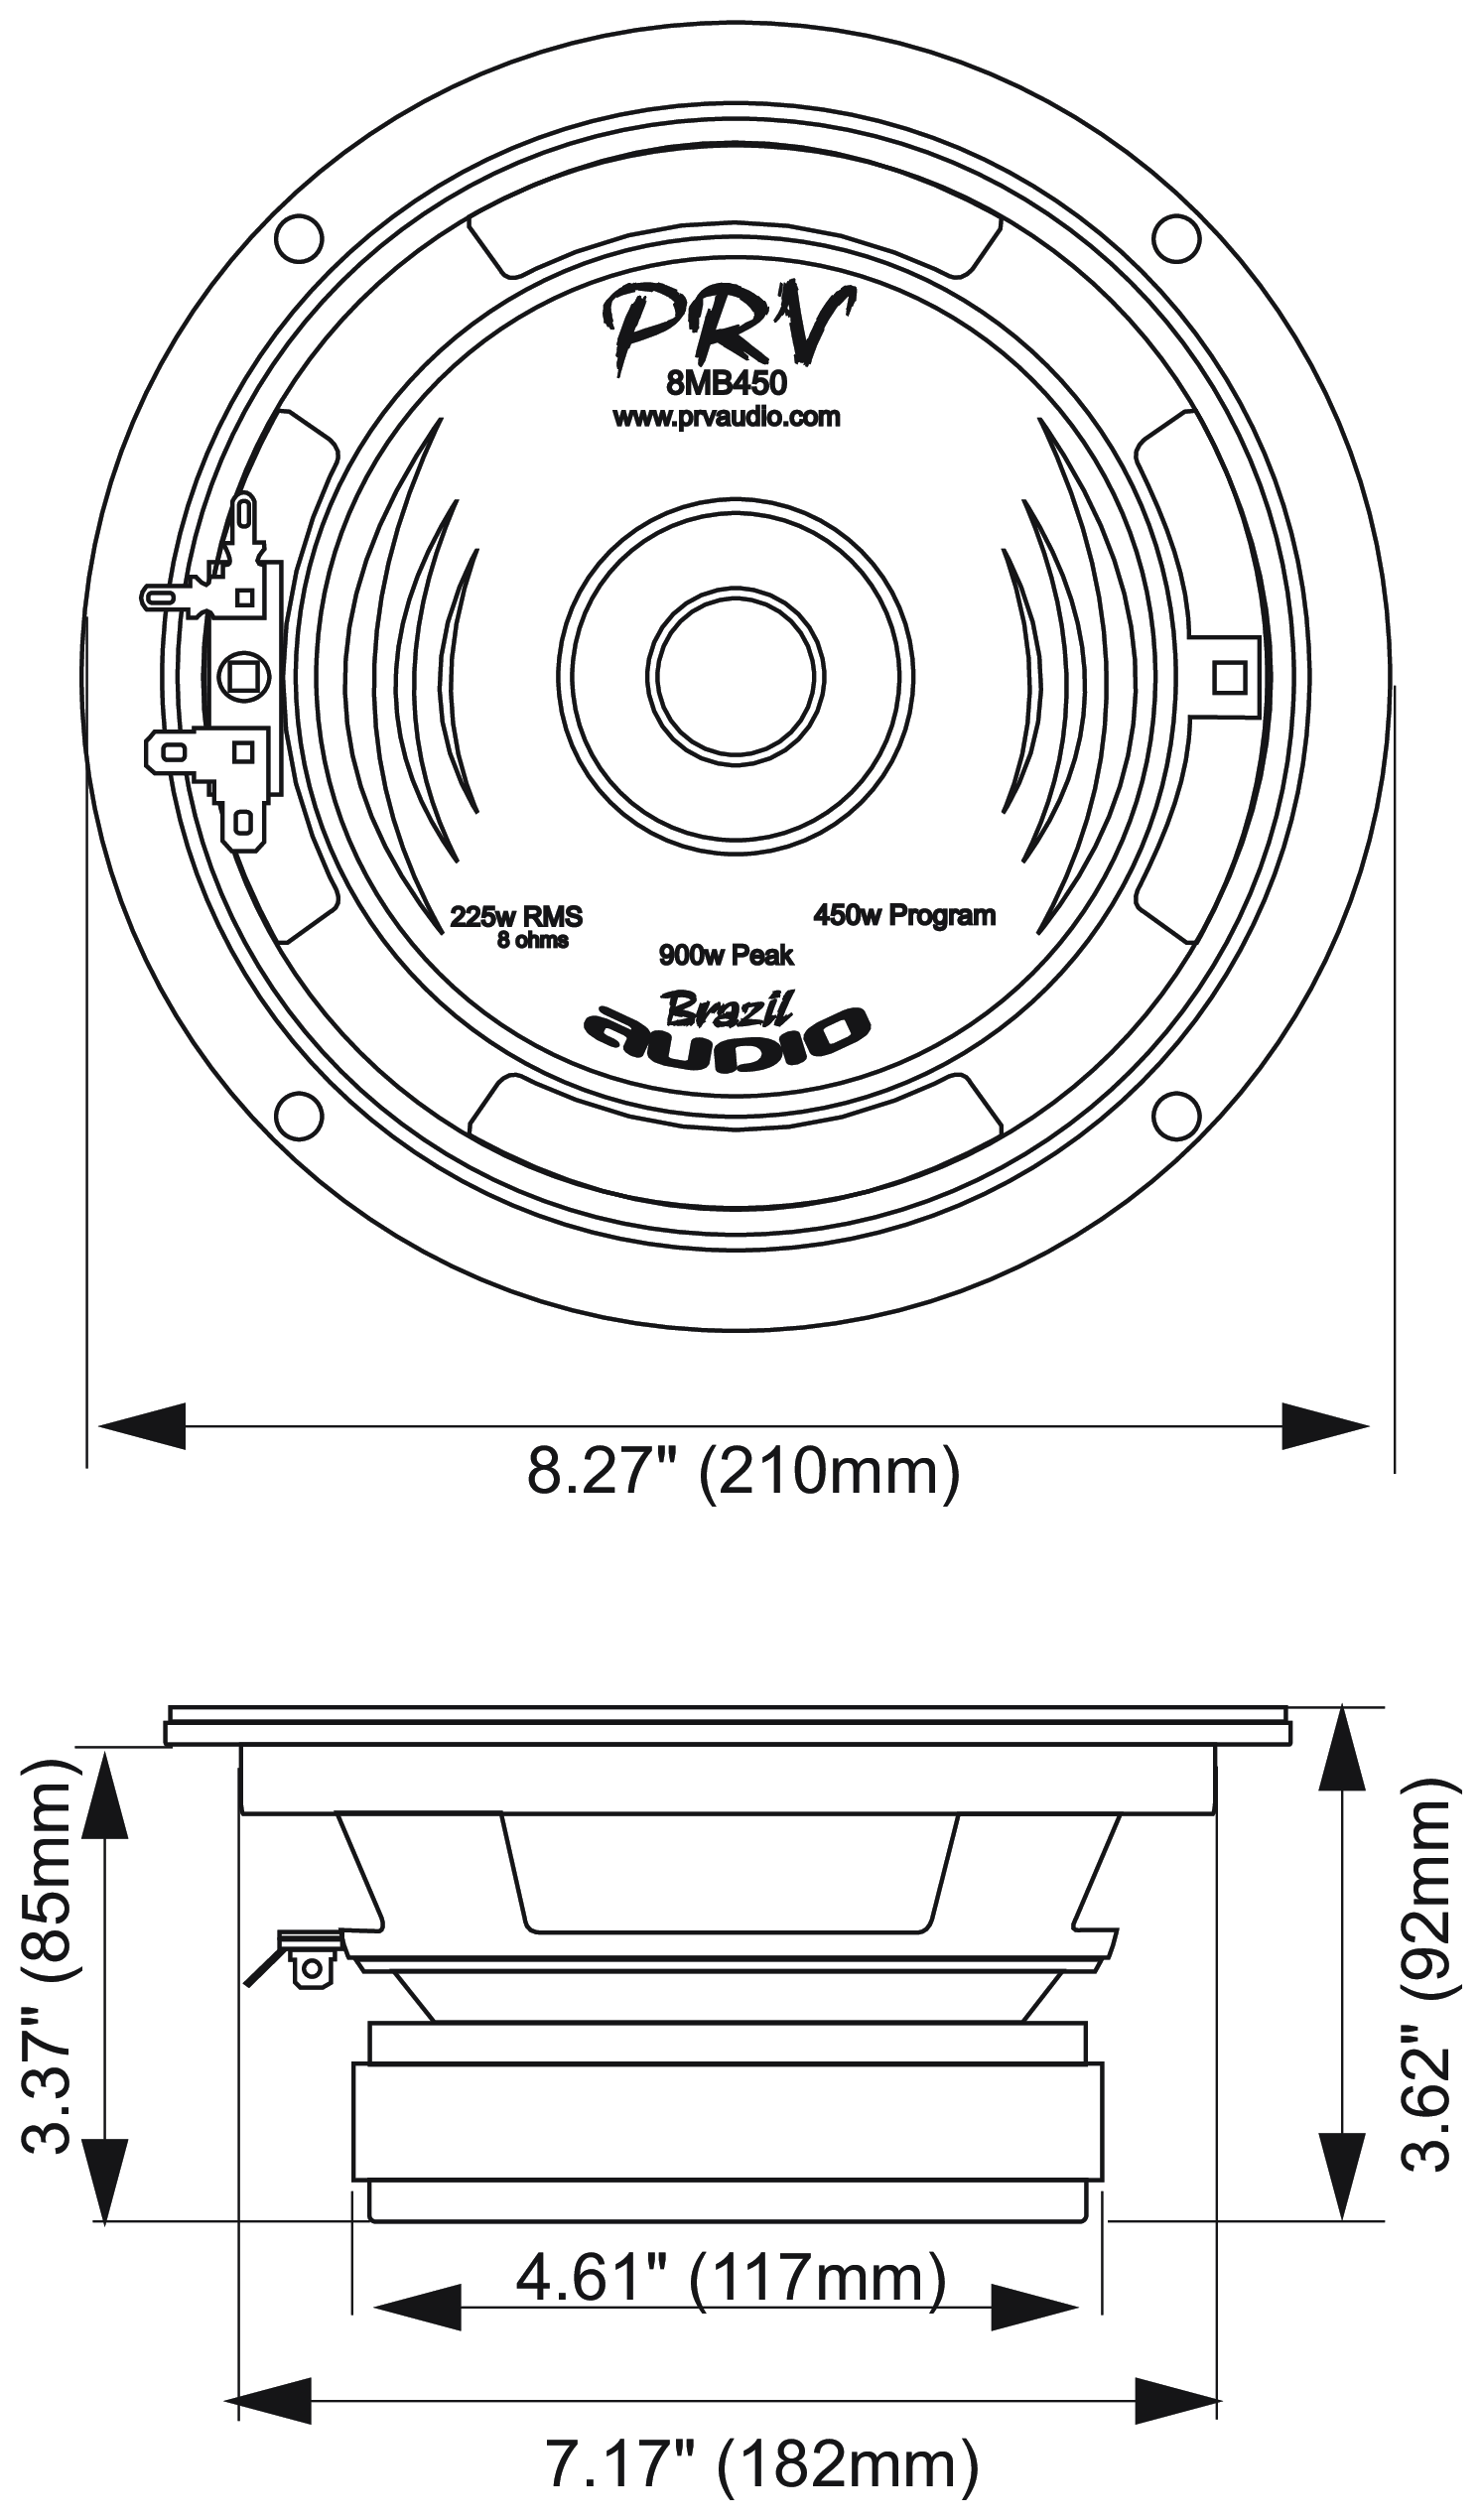 PRV
8MB450
www.prvaudio.com
225w RMS
8 ohms
450w Program
900w Peak
Brazil
AUDIO
8.27" (210mm)
3.37" (85mm)
3.62" (92mm)
4.61" (117mm)
7.17" (182mm)